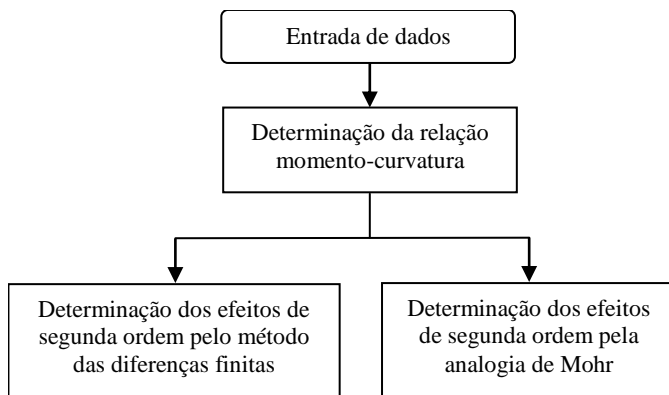 Entrada de dados
Determinação da relação
momento-curvatura
Determinação dos efeitos de
segunda ordem pelo método
das diferenças finitas
Determinação dos efeitos
de segunda ordem pela
analogia de Mohr